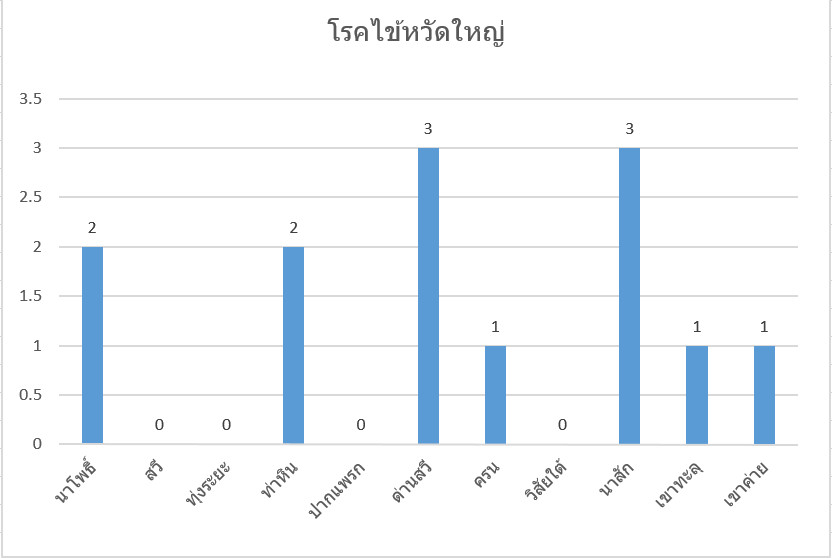 โรคไข้หวัดใหญ่
3.5
3
2.5
2
1.5
1
0.5
0
2
0
0
2
0
3
1
0
3
1
1
นาโพธิ์
สวี
ทุ่งระยะ
ท่าหิน
ปากแพรก
ด่านสวี
ครน
วิสัยใต้
นาสัก
เขาทะลุ
เขาค่าย